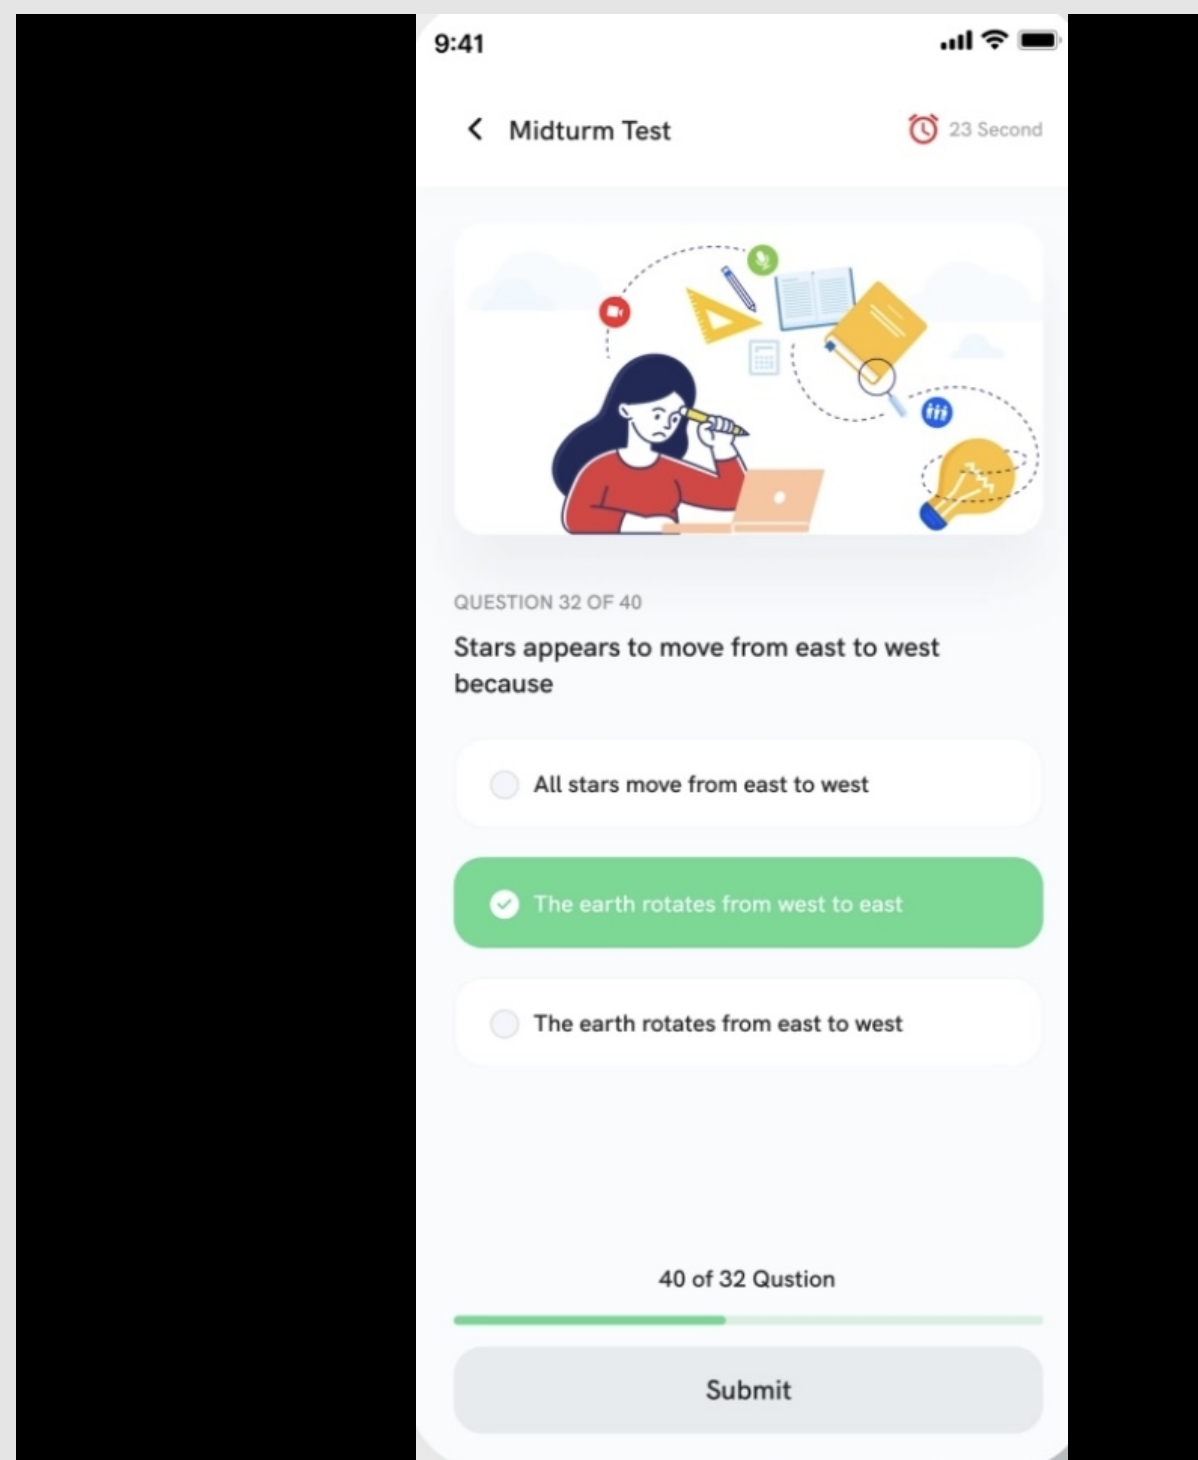 9:41
Midturm Test
23 Second
QUESTION 32 OF 40
Stars appears to move from east to west
because
All stars move from east to west
The earth rotates from west to east
The earth rotates from east to west
40 of 32 Qustion
Submit